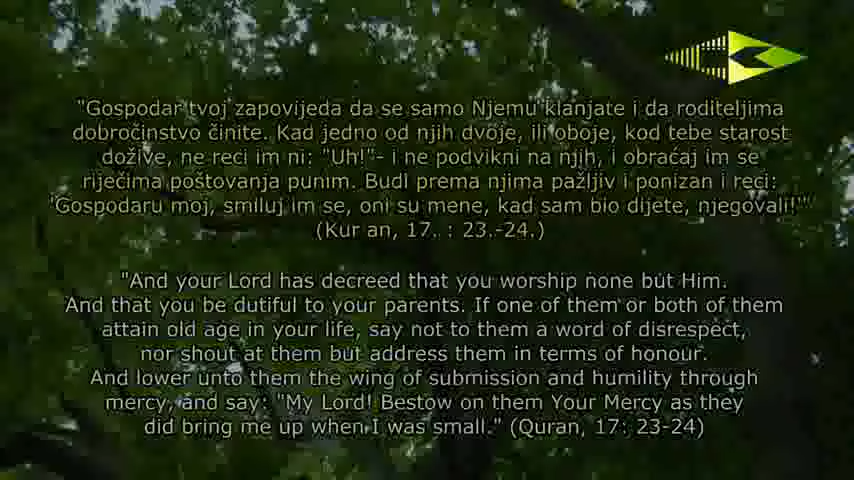 "Gospodar tvoj zapovijeda da se samo Njemu klanjate i da roditeljima
dobročinstvo činite. Kad jedno od njih dvoje, ili oboje, kod tebe starost
dožive, ne reci im ni: "Uh!"- i ne podvikni na njih, i obraćaj im se
riječima poštovanja punim. Budi prema njima pažljiv i ponizan i reci:
'Gospodaru moj, smiluj im se, oni su mene, kad sam bio dijete, njegovali!'"
(Kur an, 17. : 23.-24.)
"And your Lord has decreed that you worship none but Him.
And that you be dutiful to your parents. If one of them or both of them
attain old age in your life, say not to them a word of disrespect,
nor shout at them but address them in terms of honour.
And lower unto them the wing of submission and humility through
mercy, and say: "My Lord! Bestow on them Your Mercy as they
did bring me up when I was small." (Quran, 17: 23-24)